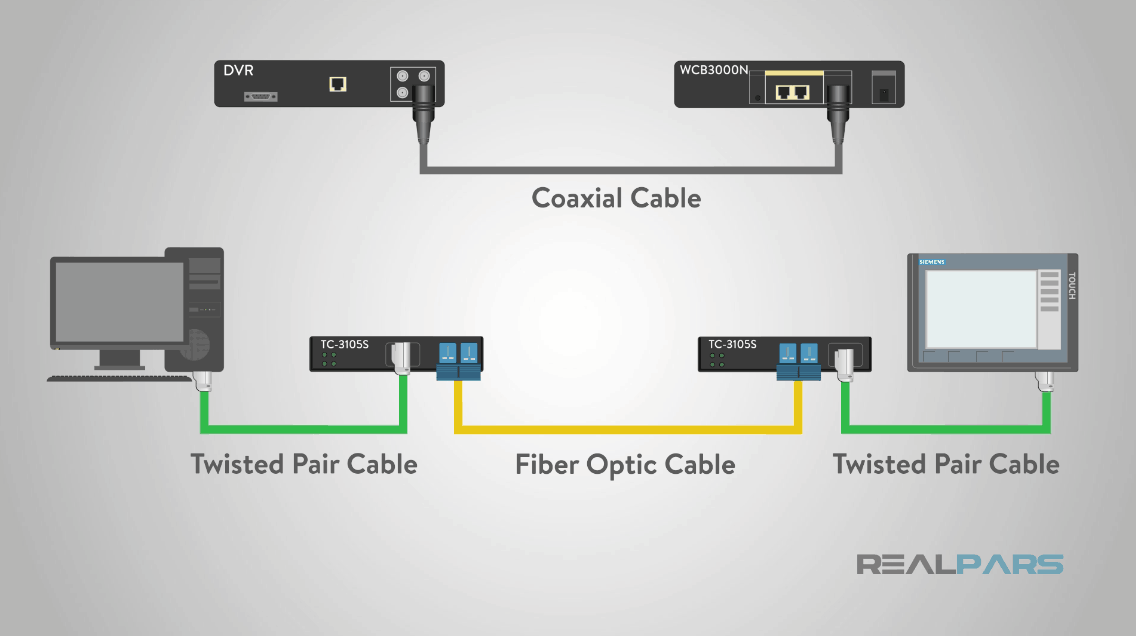 DVR
WCB3000N
Coaxial Cable
SIEMENS
TOUCH
TC-3105S
TC-3105S
Twisted Pair Cable
Fiber Optic Cable
Twisted Pair Cable
REALPARS